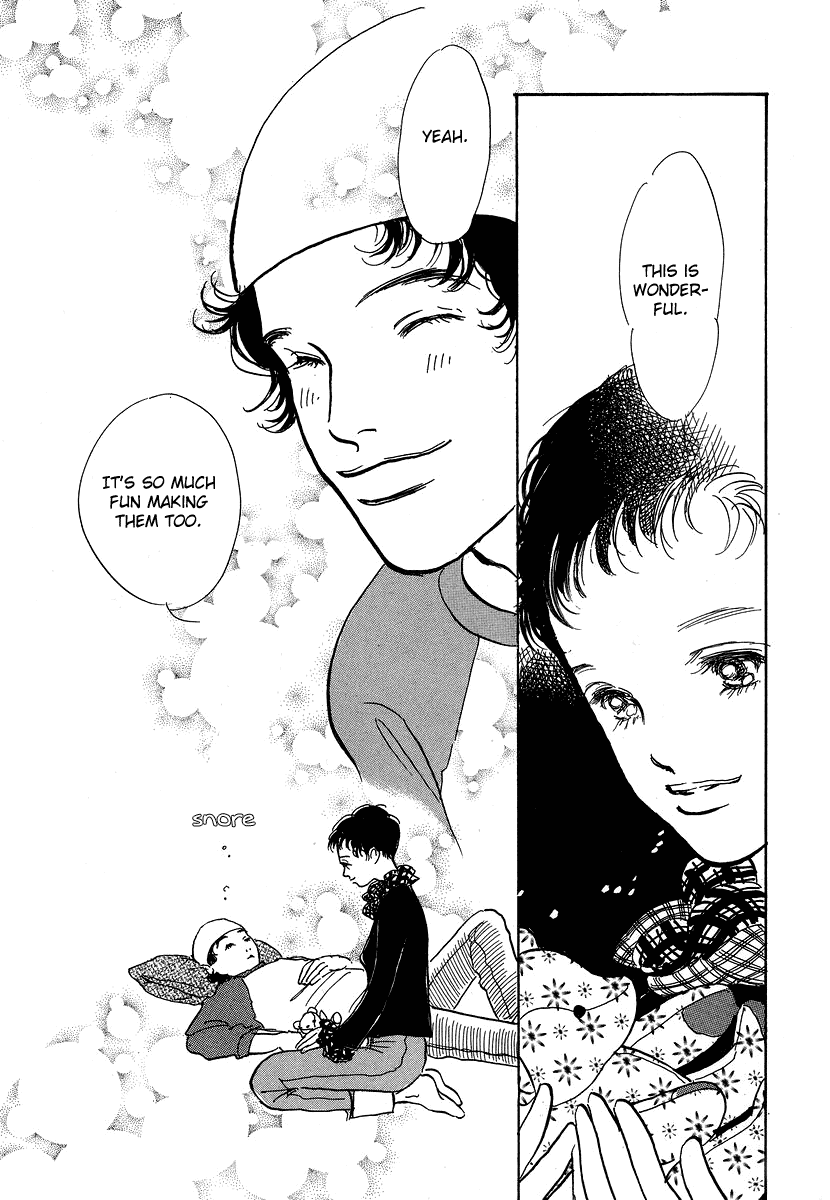 THIS IS
WONDER-
FUL.
YEAH.
IT'S SO MUCH
FUN MAKING
THEM TOO.
snore